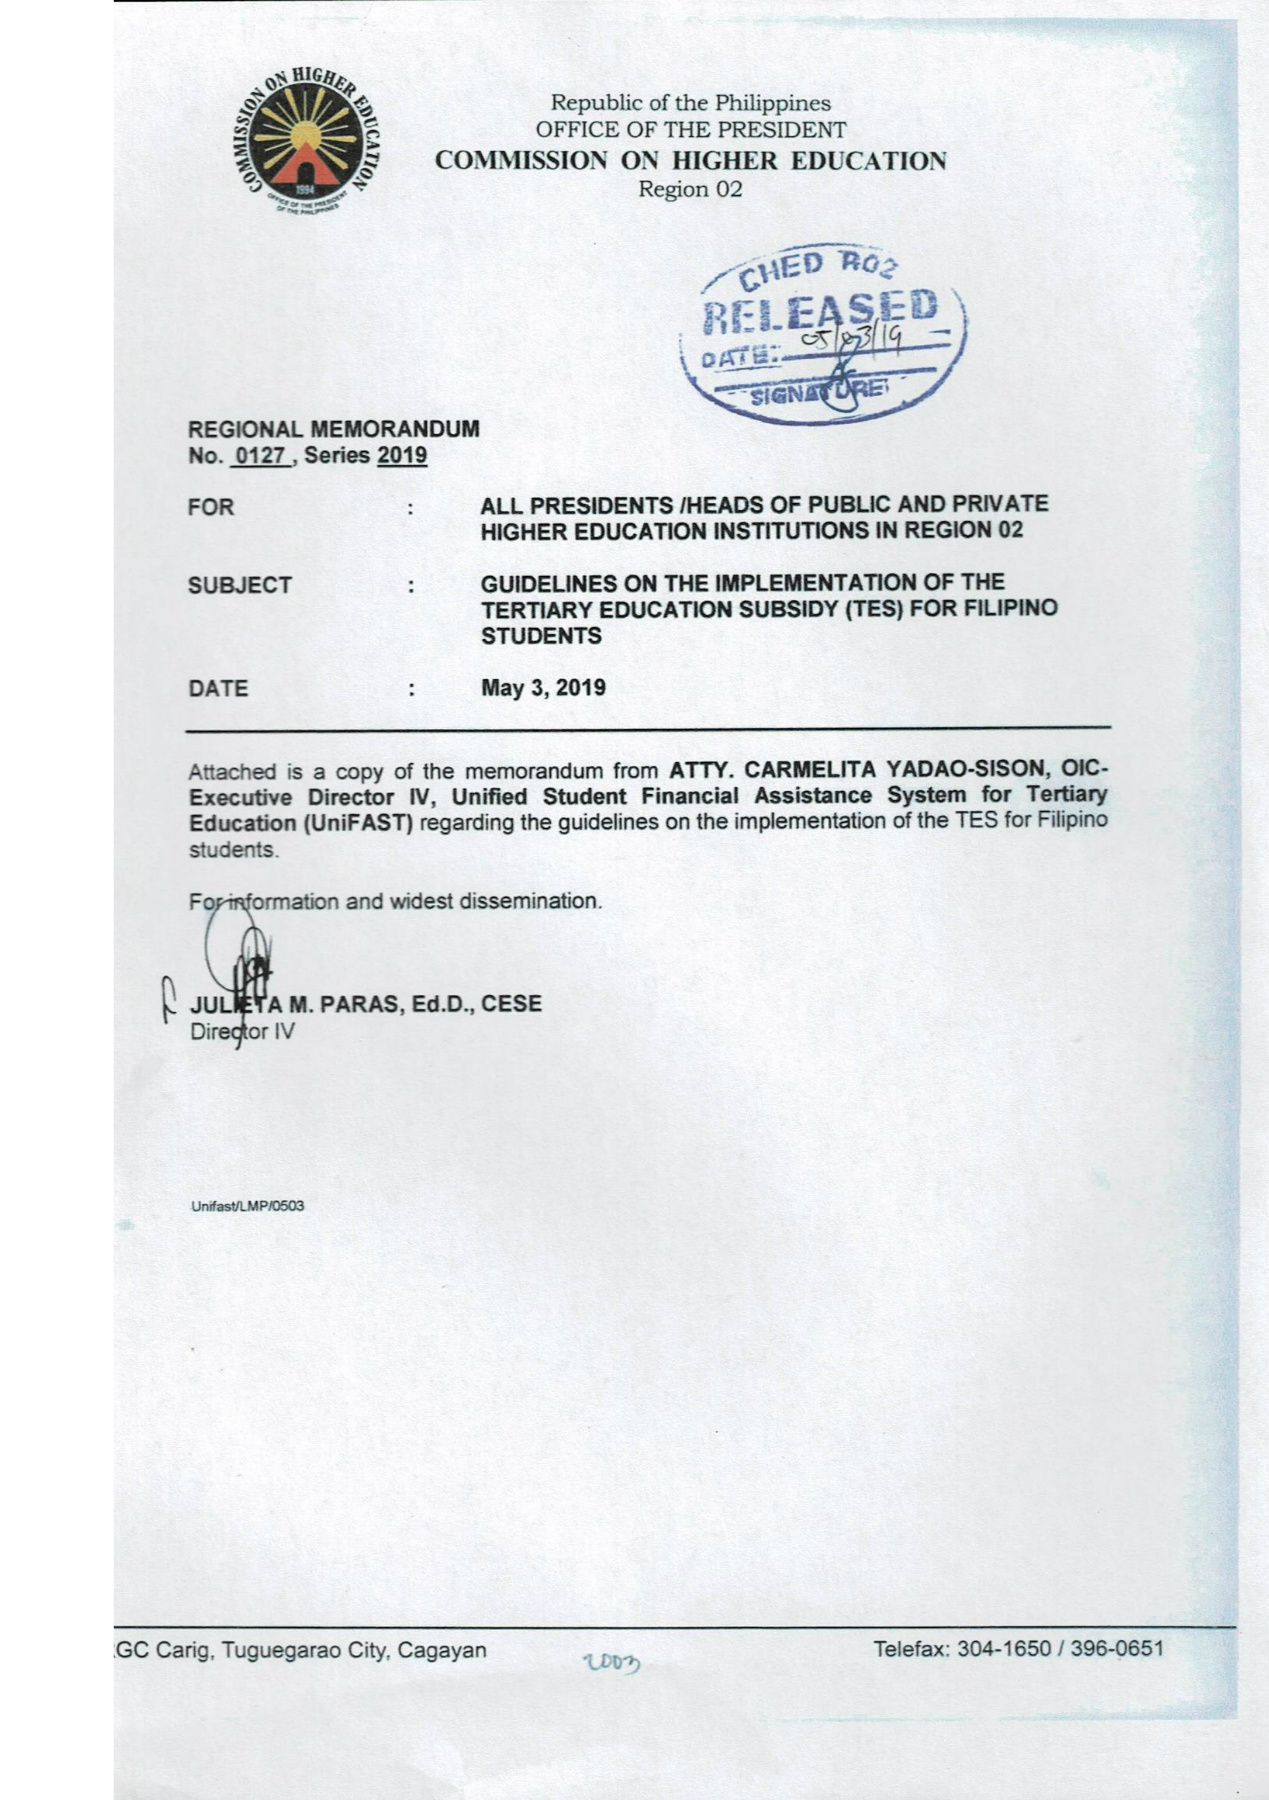 COMMISSION ON HIGHER EDUCATION
1994
OFFICE OF THE PRESIDENT
OF THE PHILIPPINES
Republic of the Philippines
OFFICE OF THE PRESIDENT
COMMISSION ON HIGHER EDUCATION
Region 02
CHED R02
RELEASED
DATE: 05/03/19
SIGNATURE:
REGIONAL MEMORANDUM
No. 0127 , Series 2019
FOR : ALL PRESIDENTS /HEADS OF PUBLIC AND PRIVATE
HIGHER EDUCATION INSTITUTIONS IN REGION 02
SUBJECT : GUIDELINES ON THE IMPLEMENTATION OF THE
TERTIARY EDUCATION SUBSIDY (TES) FOR FILIPINO
STUDENTS
DATE : May 3, 2019
Attached is a copy of the memorandum from ATTY. CARMELITA YADAO-SISON, OIC-
Executive Director IV, Unified Student Financial Assistance System for Tertiary
Education (UniFAST) regarding the guidelines on the implementation of the TES for Filipino
students.
For information and widest dissemination.
JULIETA M. PARAS, Ed.D., CESE
Director IV
Unifast/LMP/0503
GC Carig, Tuguegarao City, Cagayan
2003
Telefax: 304-1650 / 396-0651